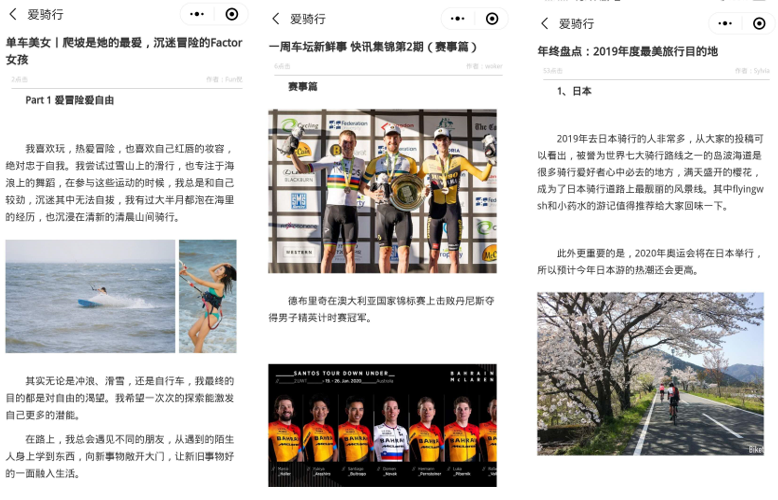 爱骑行
单车美女丨爬坡是她的最爱，沉迷冒险的Factor
女孩
2点击
Part 1 爱冒险爱自由
我喜欢玩，热爱冒险，也喜欢自己红唇的妆容，
绝对忠于自我。我尝试过雪山上的滑行，也专注于海
浪上的舞蹈，在参与这些运动的时候，我总是和自己
较劲，沉迷其中无法自拔，我有过大半月都泡在海里
的经历，也沉浸在清新的清晨山间骑行。
其实无论是冲浪、滑雪，还是自行车，我最终的
目的都是对自由的渴望。我希望一次次的探索能激发
自己更多的潜能。
在路上，我总会遇见不同的朋友，从遇到的陌生
人身上学到东西，向新事物敞开大门，让新旧事物好
的一面融入生活。
爱骑行
一周车坛新鲜事 快讯集锦第2期（赛事篇）
6点击
作者：woker
赛事篇
Cycling
Federation
BLACKBURN
WESTERN
德布里奇在澳大利亚国家锦标赛上击败丹尼斯夺
得男子精英计时赛冠军。
SANTOS TOUR DOWN UNDER
15 - 26. Jan. 2020
Australia
BAHRAIN
McLAREN
爱骑行
年终盘点：2019年度最美旅行目的地
53点击
作者：Sylvia
1、日本
2019年去日本骑行的人非常多，从大家的投稿可
以看出，被誉为世界七大骑行路线之一的岛波海道是
很多骑行爱好者心中必去的地方，满天盛开的樱花，
成为了日本骑行道路上最靓丽的风景线。其中flyingw
sh和小药水的游记值得推荐给大家回味一下。
此外更重要的是，2020年奥运会将在日本举行，
所以预计今年日本游的热潮还会更高。